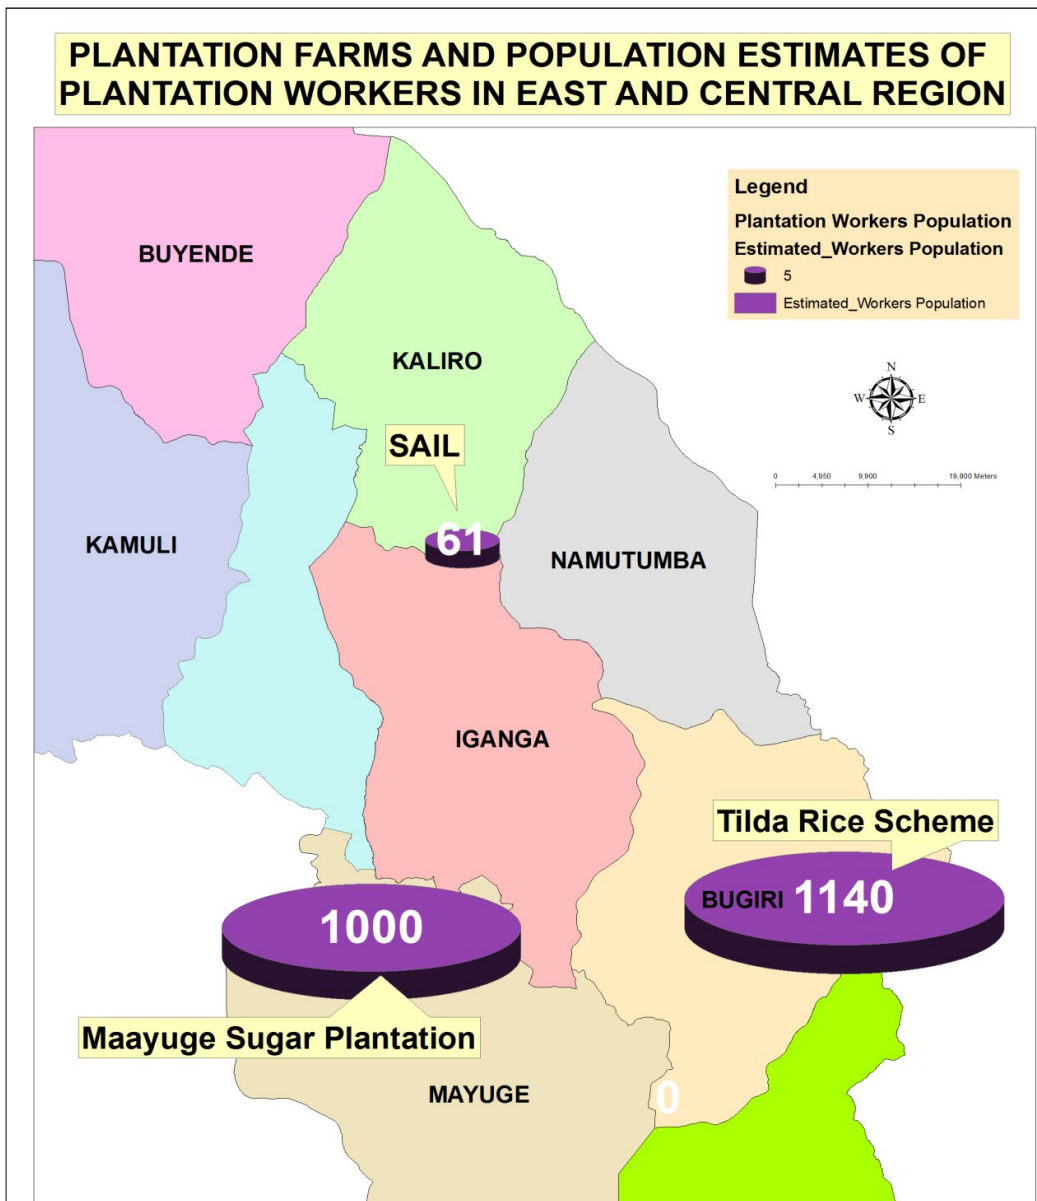 PLANTATION FARMS AND POPULATION ESTIMATES OF
PLANTATION WORKERS IN EAST AND CENTRAL REGION
Legend
Plantation Workers Population
Estimated_Workers Population
5
Estimated_Workers Population
BUYENDE
KALIRO
N
W E
S
SAIL
0 4,950 9,900 19,800 Meters
61
KAMULI
NAMUTUMBA
IGANGA
Tilda Rice Scheme
BUGIRI 1140
1000
Maayuge Sugar Plantation
MAYUGE
0